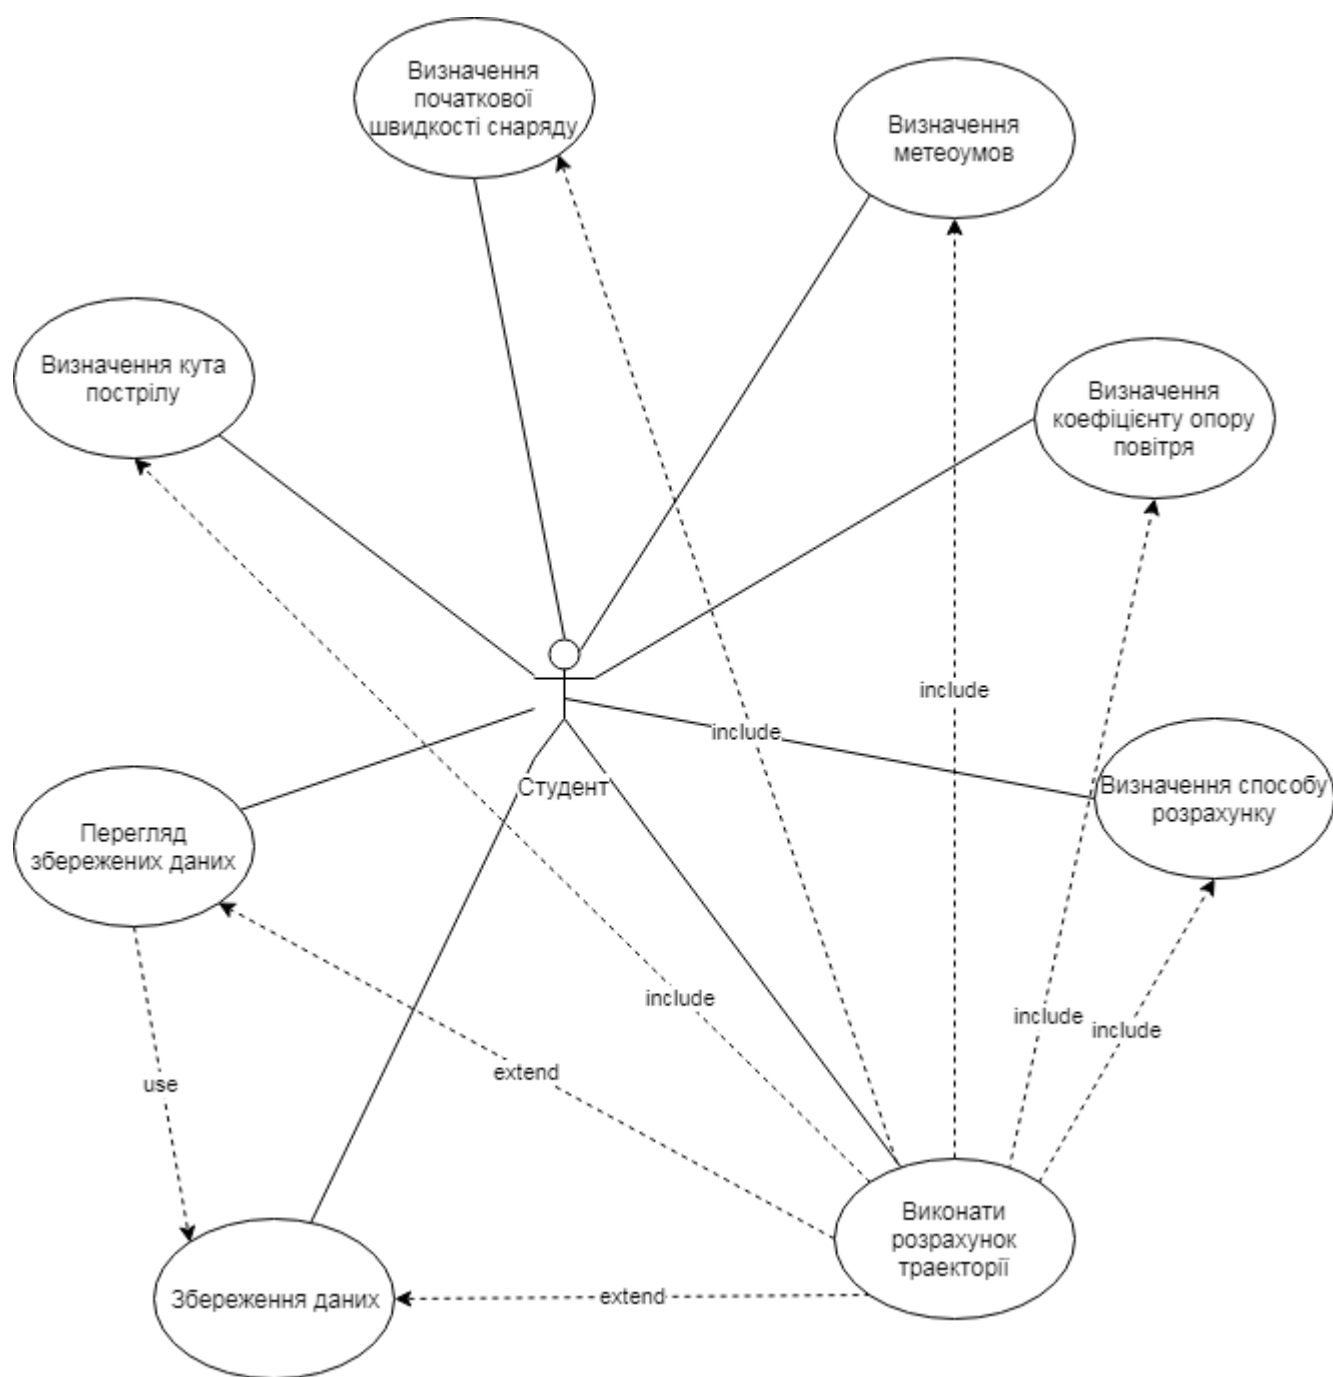 Визначення
початкової
швидкості снаряду
Визначення
метеоумов
Визначення кута
пострілу
Визначення
коефіцієнту опору
повітря
include
include
Студент
Визначення способу
розрахунку
Перегляд
збережених даних
include
include
include
extend
use
Виконати
розрахунок
траекторії
Збереження даних
extend